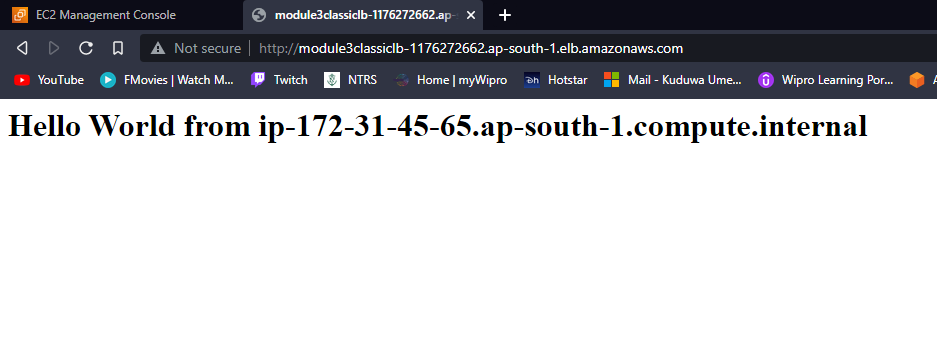 EC2 Management Console
module3classiclb-1176272662.ap-
Not secure | http://module3classiclb-1176272662.ap-south-1.elb.amazonaws.com
YouTube FMovies | Watch M... Twitch NTRS Home | myWipro Hotstar Mail - Kuduwa Ume... Wipro Learning Por...
Hello World from ip-172-31-45-65.ap-south-1.compute.internal